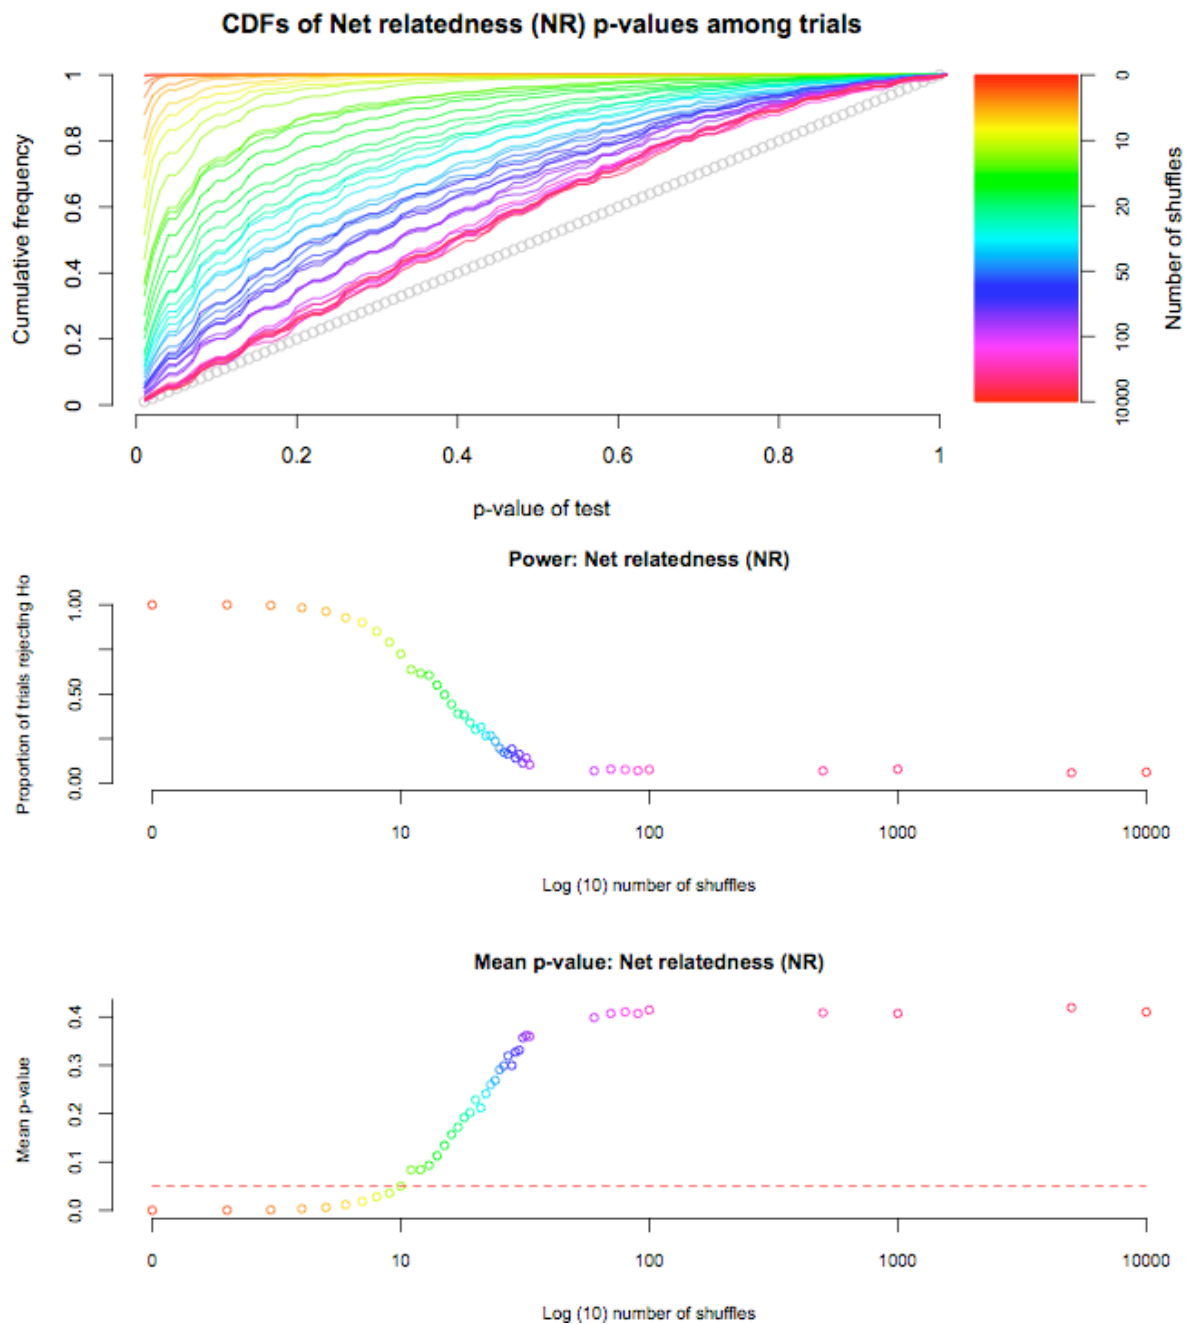 CDFs of Net relatedness (NR) p-values among trials
Cumulative frequency
1
0.8
0.6
0.4
0.2
0
0 0.2 0.4 0.6 0.8 1
p-value of test
0
10
20
50
100
10000
Number of shuffles
Power: Net relatedness (NR)
Proportion of trials rejecting Ho
1.00
0.50
0.00
0 10 100 1000 10000
Log (10) number of shuffles
Mean p-value: Net relatedness (NR)
Mean p-value
0.4
0.3
0.2
0.1
0.0
0 10 100 1000 10000
Log (10) number of shuffles